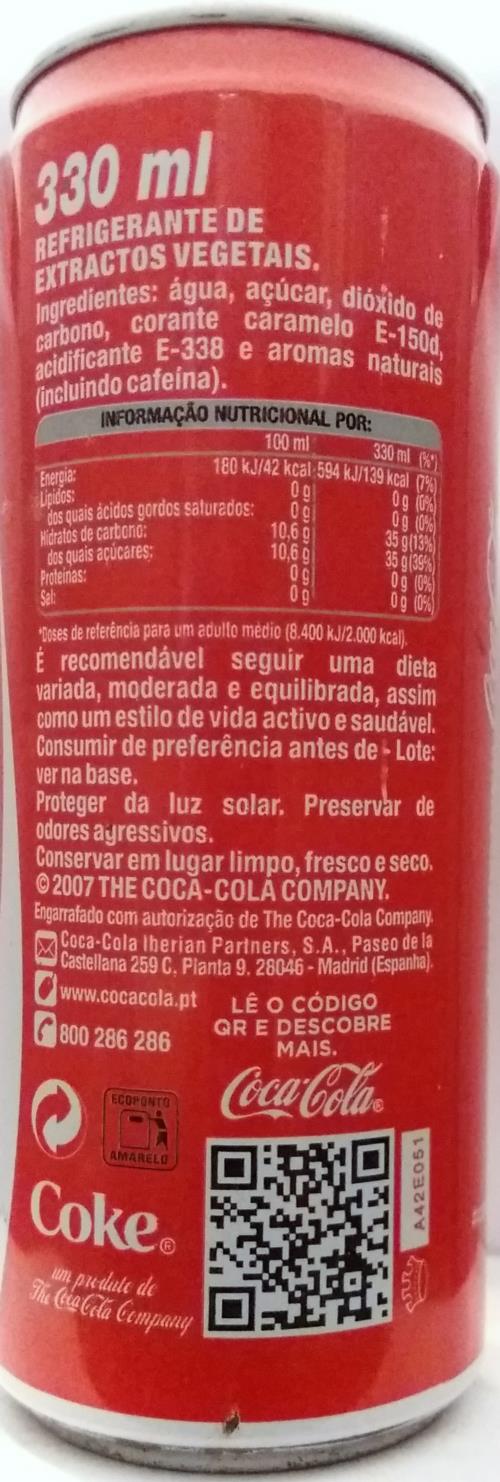 330 ml
REFRIGERANTE DE
EXTRACTOS VEGETAIS.
Ingredientes: água, açúcar, dióxido de
carbono, corante caramelo E-150d,
acidificante E-338 e aromas naturais
(incluindo cafeína).
INFORMAÇÃO NUTRICIONAL POR:
100 ml 330 ml (%*)
Energia: 180 kJ/42 kcal 594 kJ/139 kcal (7%)
Lípidos: 0 g 0 g (0%)
dos quais ácidos gordos saturados: 0 g 0 g (0%)
Hidratos de carbono: 10,6 g 35 g (13%)
dos quais açúcares: 10,6 g 35 g (39%)
Proteínas: 0 g 0 g (0%)
Sal: 0 g 0 g (0%)
*Doses de referência para um adulto médio (8.400 kJ/2.000 kcal).
É recomendável seguir uma dieta
variada, moderada e equilibrada, assim
como um estilo de vida activo e saudável.
Consumir de preferência antes de - Lote:
ver na base.
Proteger da luz solar. Preservar de
odores agressivos.
Conservar em lugar limpo, fresco e seco.
© 2007 THE COCA-COLA COMPANY.
Engarrafado com autorização de The Coca-Cola Company.
Coca-Cola Iberian Partners, S.A., Paseo de la
Castellana 259 C, Planta 9. 28046 - Madrid (Espanha).
www.cocacola.pt
800 286 286
LÊ O CÓDIGO
QR E DESCOBRE
MAIS.
Coca-Cola®
ECOPONTO
AMARELO
A42E051
Coke®
um produto de
The Coca-Cola Company